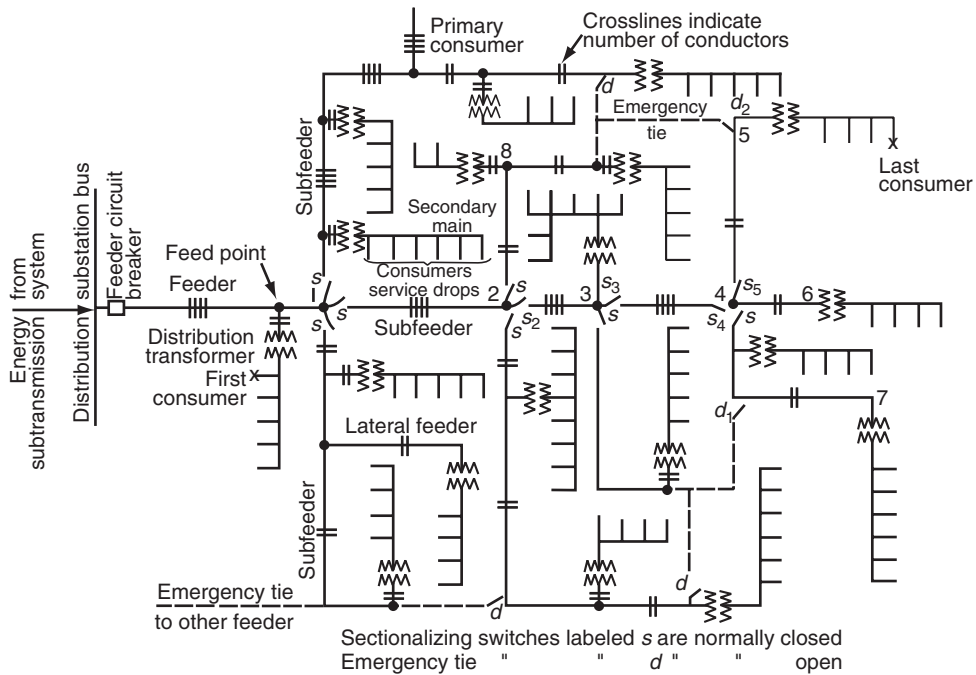 Primary
consumer
Crosslines indicate
number of conductors
d
Emergency
tie
d2
5
x
Last
consumer
8
Subfeeder
Secondary
main
Consumers
service drops
Energy from
subtransmission system
Distribution substation bus
Feeder circuit
breaker
Feed point
Feeder
1
s
s
s
Subfeeder
2
s
s
s2
s
3
s3
s
4
s4
s5
s
s
6
Distribution
transformer
First x
consumer
Lateral feeder
d1
7
Subfeeder
Emergency tie
to other feeder
d
d
Sectionalizing switches labeled s are normally closed
Emergency tie " " d " " open